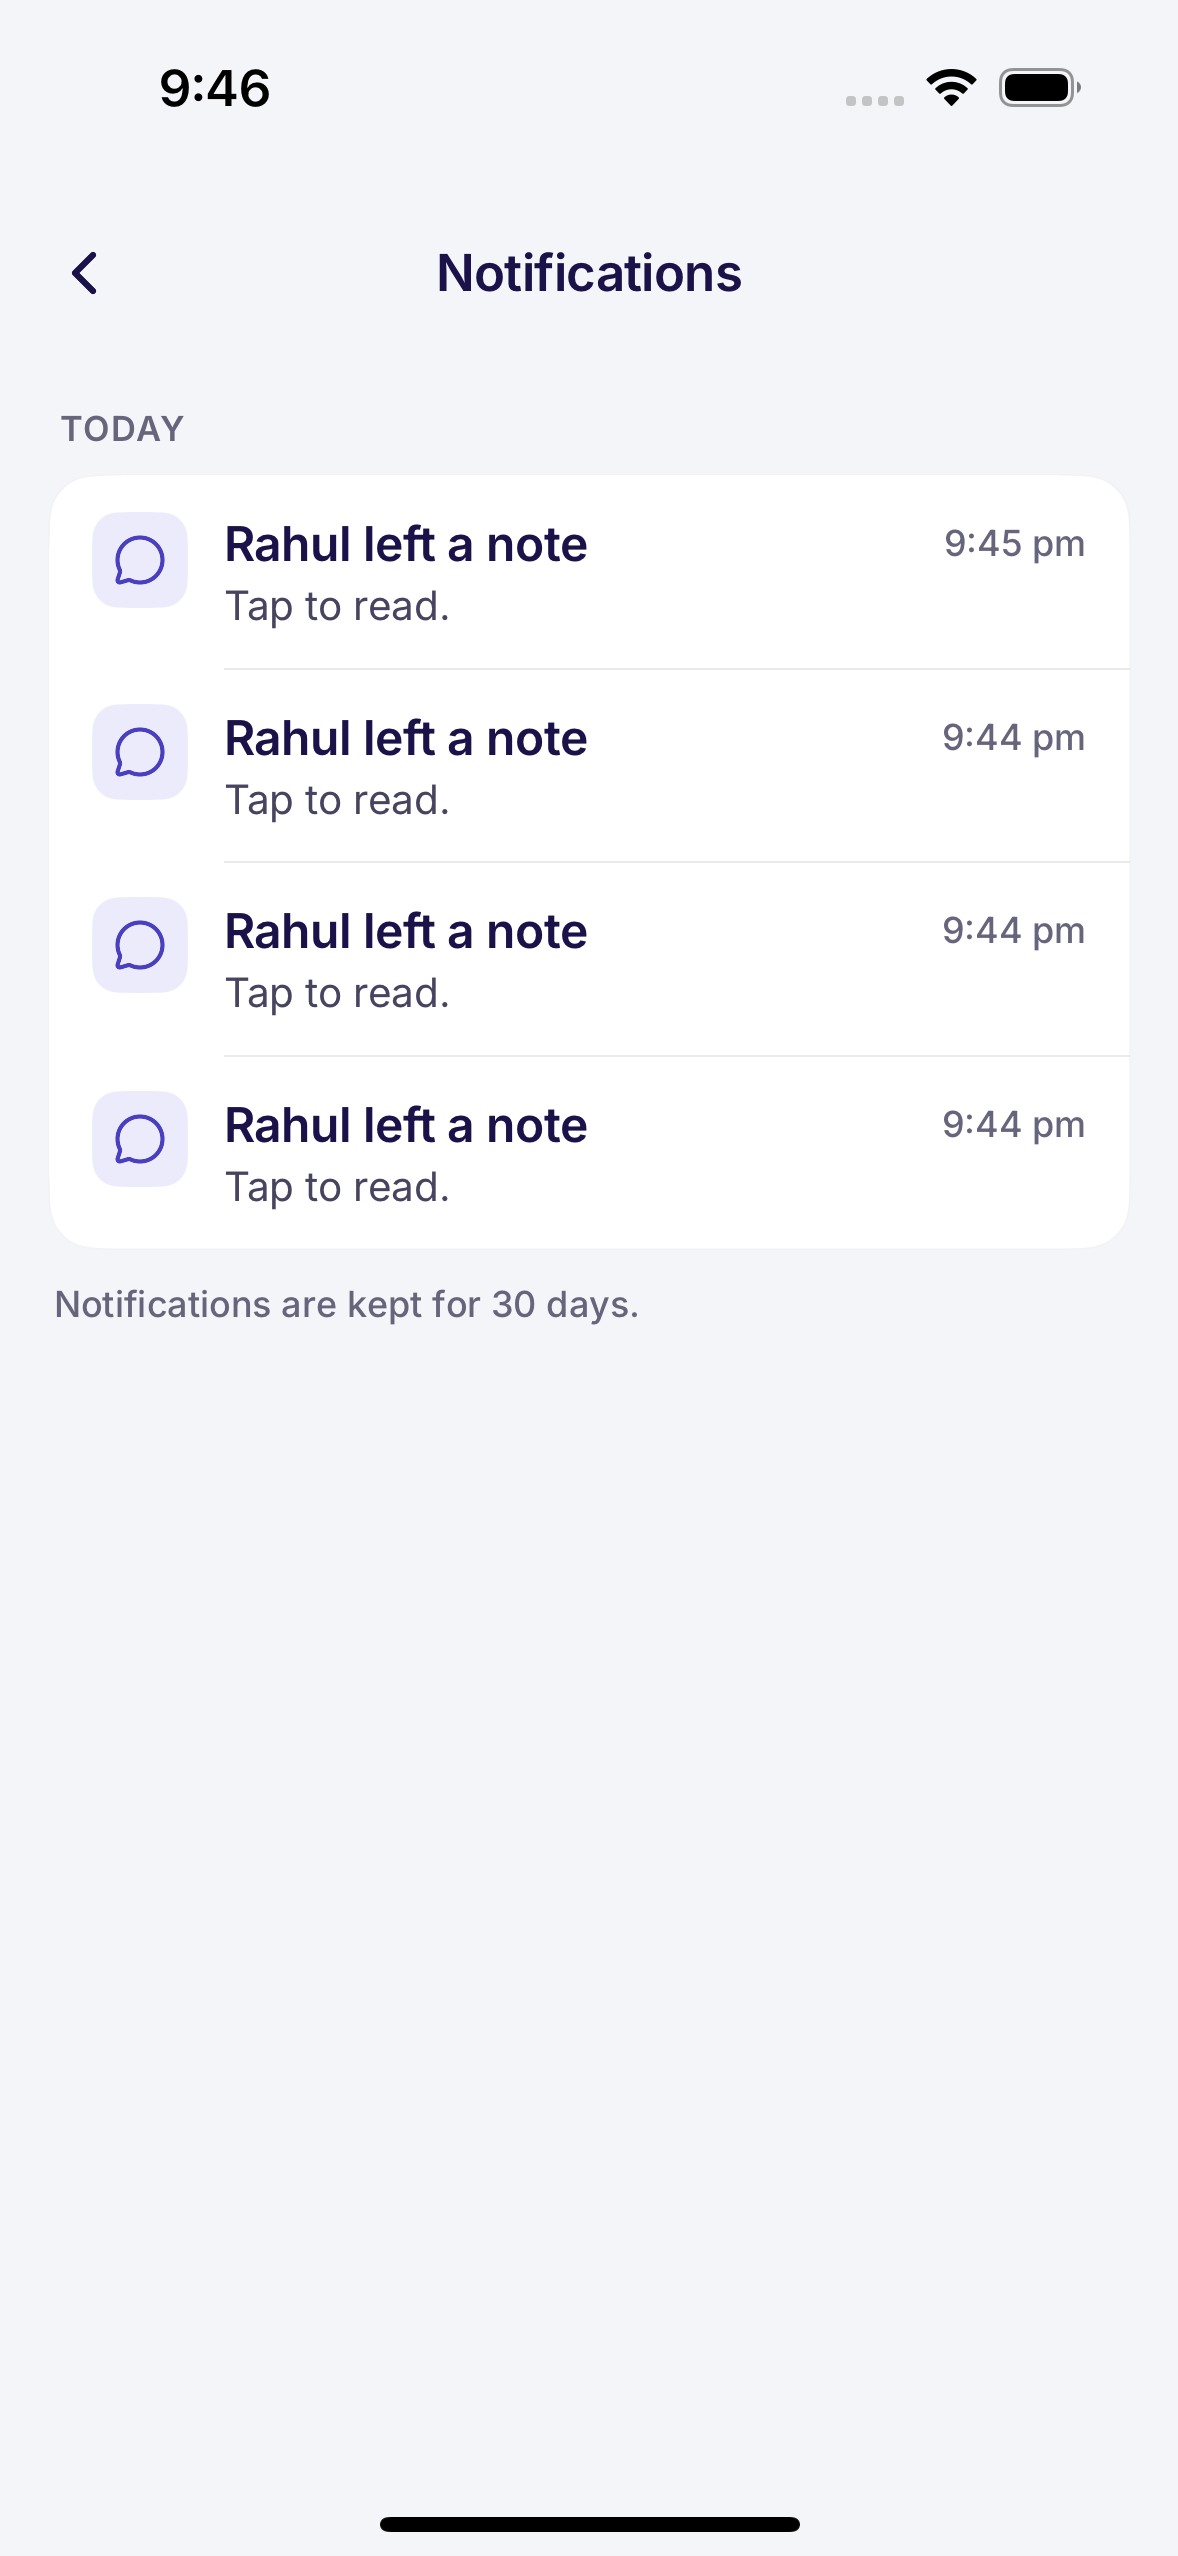 9:46
Notifications
TODAY
Rahul left a note 9:45 pm
Tap to read.
Rahul left a note 9:44 pm
Tap to read.
Rahul left a note 9:44 pm
Tap to read.
Rahul left a note 9:44 pm
Tap to read.
Notifications are kept for 30 days.